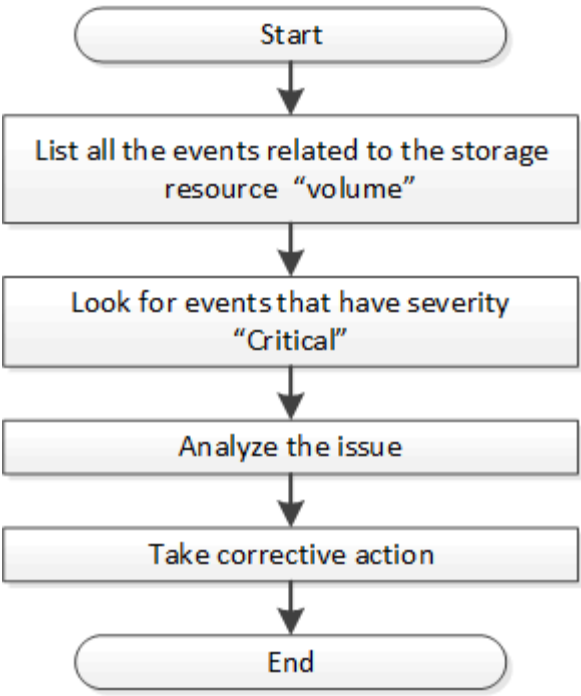 Start
List all the events related to the storage
resource “volume”
Look for events that have severity
“Critical”
Analyze the issue
Take corrective action
End